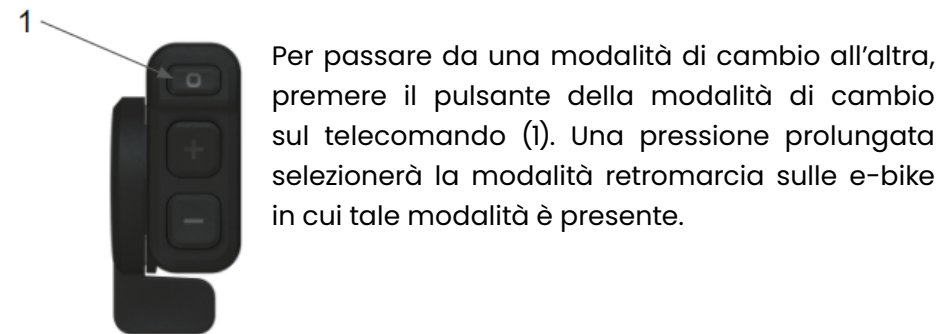 1
Per passare da una modalità di cambio all'altra,
premere il pulsante della modalità di cambio
sul telecomando (1). Una pressione prolungata
selezionerà la modalità retromarcia sulle e-bike
in cui tale modalità è presente.
+
−